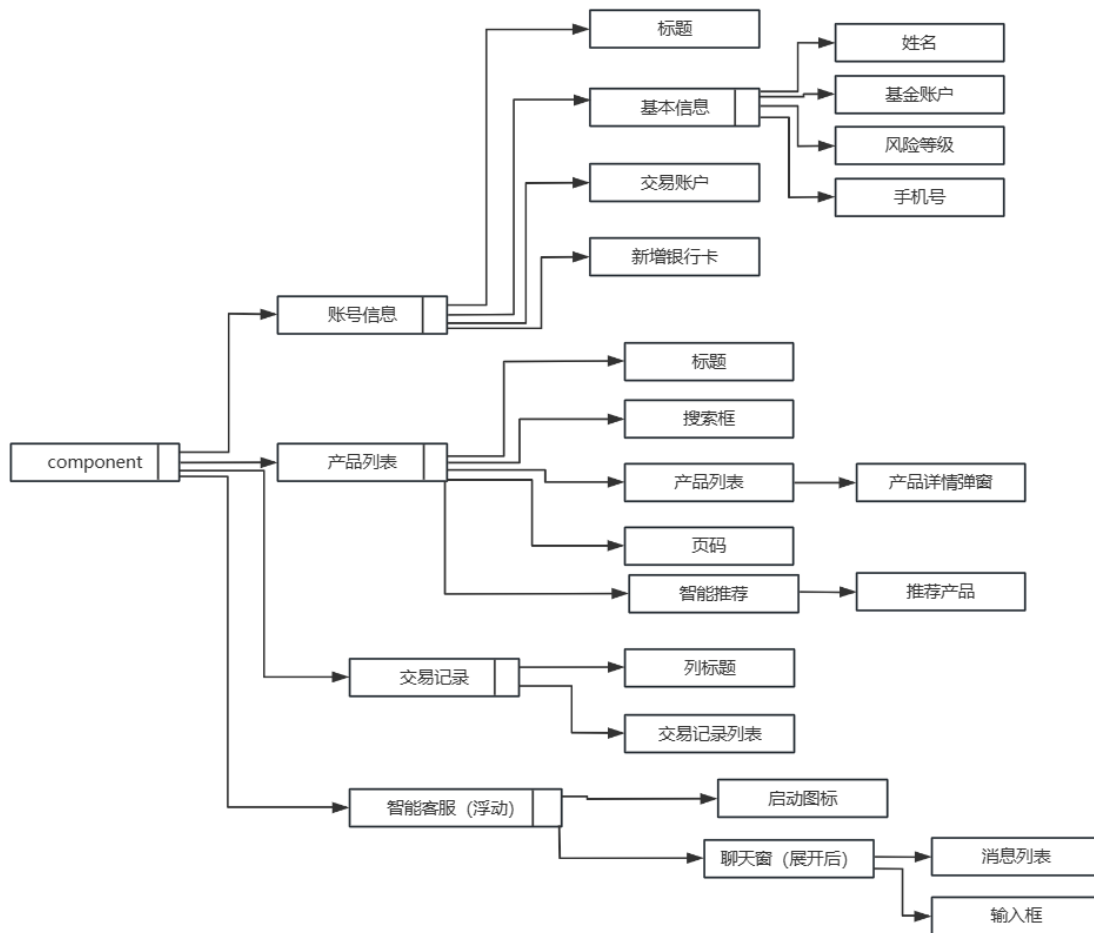 标题
姓名
基本信息
基金账户
风险等级
交易账户
手机号
新增银行卡
账号信息
标题
搜索框
component
产品列表
产品列表
产品详情弹窗
页码
智能推荐
推荐产品
交易记录
列标题
交易记录列表
智能客服（浮动）
启动图标
聊天窗（展开后）
消息列表
输入框